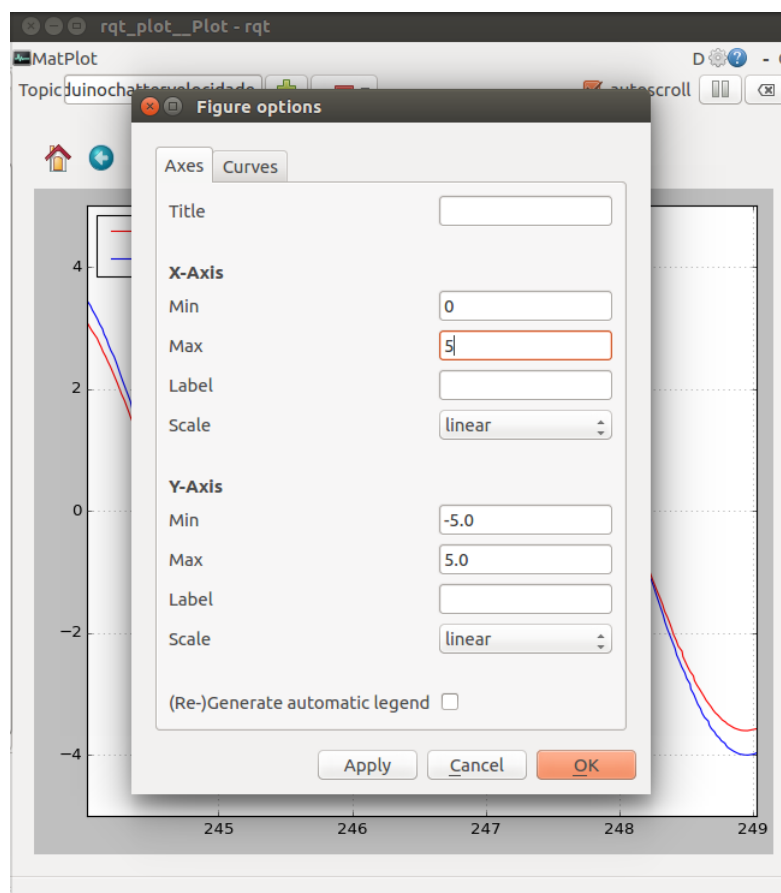 rqt_plot__Plot - rqt
MatPlot
D - 
Topic
autoscroll
Figure options
Axes
Curves
Title
X-Axis
Min 0
Max 5
Label
Scale linear
Y-Axis
Min -5.0
Max 5.0
Label
Scale linear
(Re-)Generate automatic legend
Apply Cancel OK
4
2
0
−2
−4
245 246 247 248 249